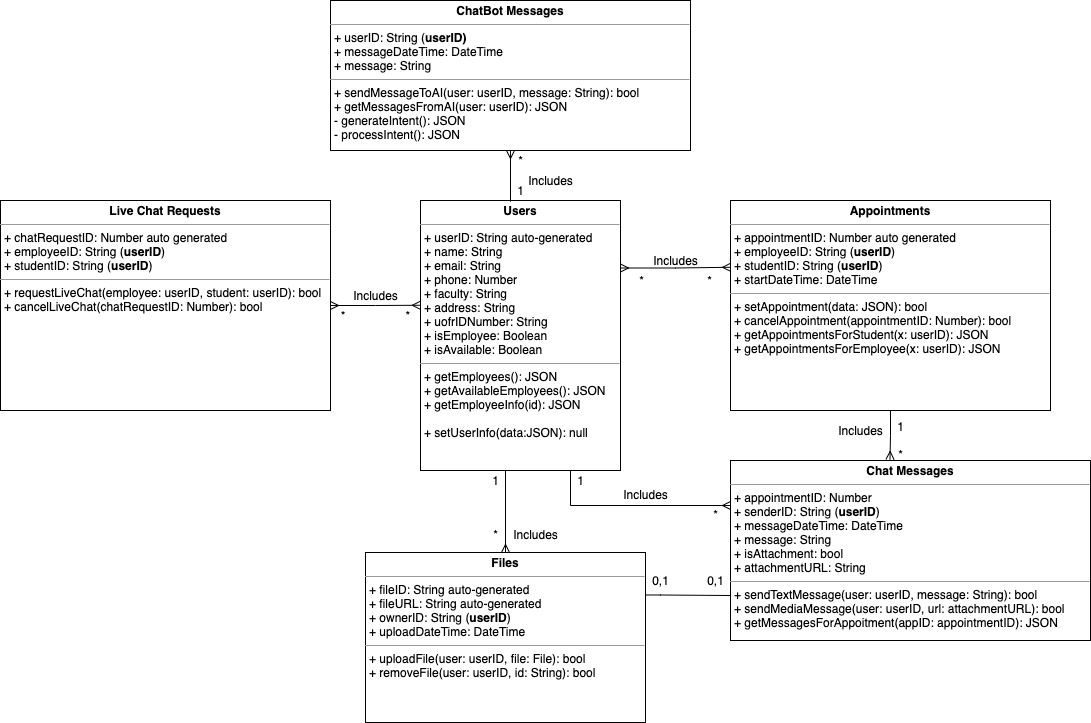 ChatBot Messages
+ userID: String (userID)
+ messageDateTime: DateTime
+ message: String
+ sendMessageToAI(user: userID, message: String): bool
+ getMessagesFromAI(user: userID): JSON
- generateIntent(): JSON
- processIntent(): JSON
*
Includes
1
Live Chat Requests
+ chatRequestID: Number auto generated
+ employeeID: String (userID)
+ studentID: String (userID)
+ requestLiveChat(employee: userID, student: userID): bool
+ cancelLiveChat(chatRequestID: Number): bool
Includes
*
*
Users
+ userID: String auto-generated
+ name: String
+ email: String
+ phone: Number
+ faculty: String
+ address: String
+ uofrIDNumber: String
+ isEmployee: Boolean
+ isAvailable: Boolean
+ getEmployees(): JSON
+ getAvailableEmployees(): JSON
+ getEmployeeInfo(id): JSON
+ setUserInfo(data:JSON): null
Includes
*
*
Appointments
+ appointmentID: Number auto generated
+ employeeID: String (userID)
+ studentID: String (userID)
+ startDateTime: DateTime
+ setAppointment(data: JSON): bool
+ cancelAppointment(appointmentID: Number): bool
+ getAppointmentsForStudent(x: userID): JSON
+ getAppointmentsForEmployee(x: userID): JSON
1
Includes
*
1
1
Includes
*
* Includes
Chat Messages
+ appointmentID: Number
+ senderID: String (userID)
+ messageDateTime: DateTime
+ message: String
+ isAttachment: bool
+ attachmentURL: String
+ sendTextMessage(user: userID, message: String): bool
+ sendMediaMessage(user: userID, url: attachmentURL): bool
+ getMessagesForAppoitment(appID: appointmentID): JSON
0,1
0,1
Files
+ fileID: String auto-generated
+ fileURL: String auto-generated
+ ownerID: String (userID)
+ uploadDateTime: DateTime
+ uploadFile(user: userID, file: File): bool
+ removeFile(user: userID, id: String): bool